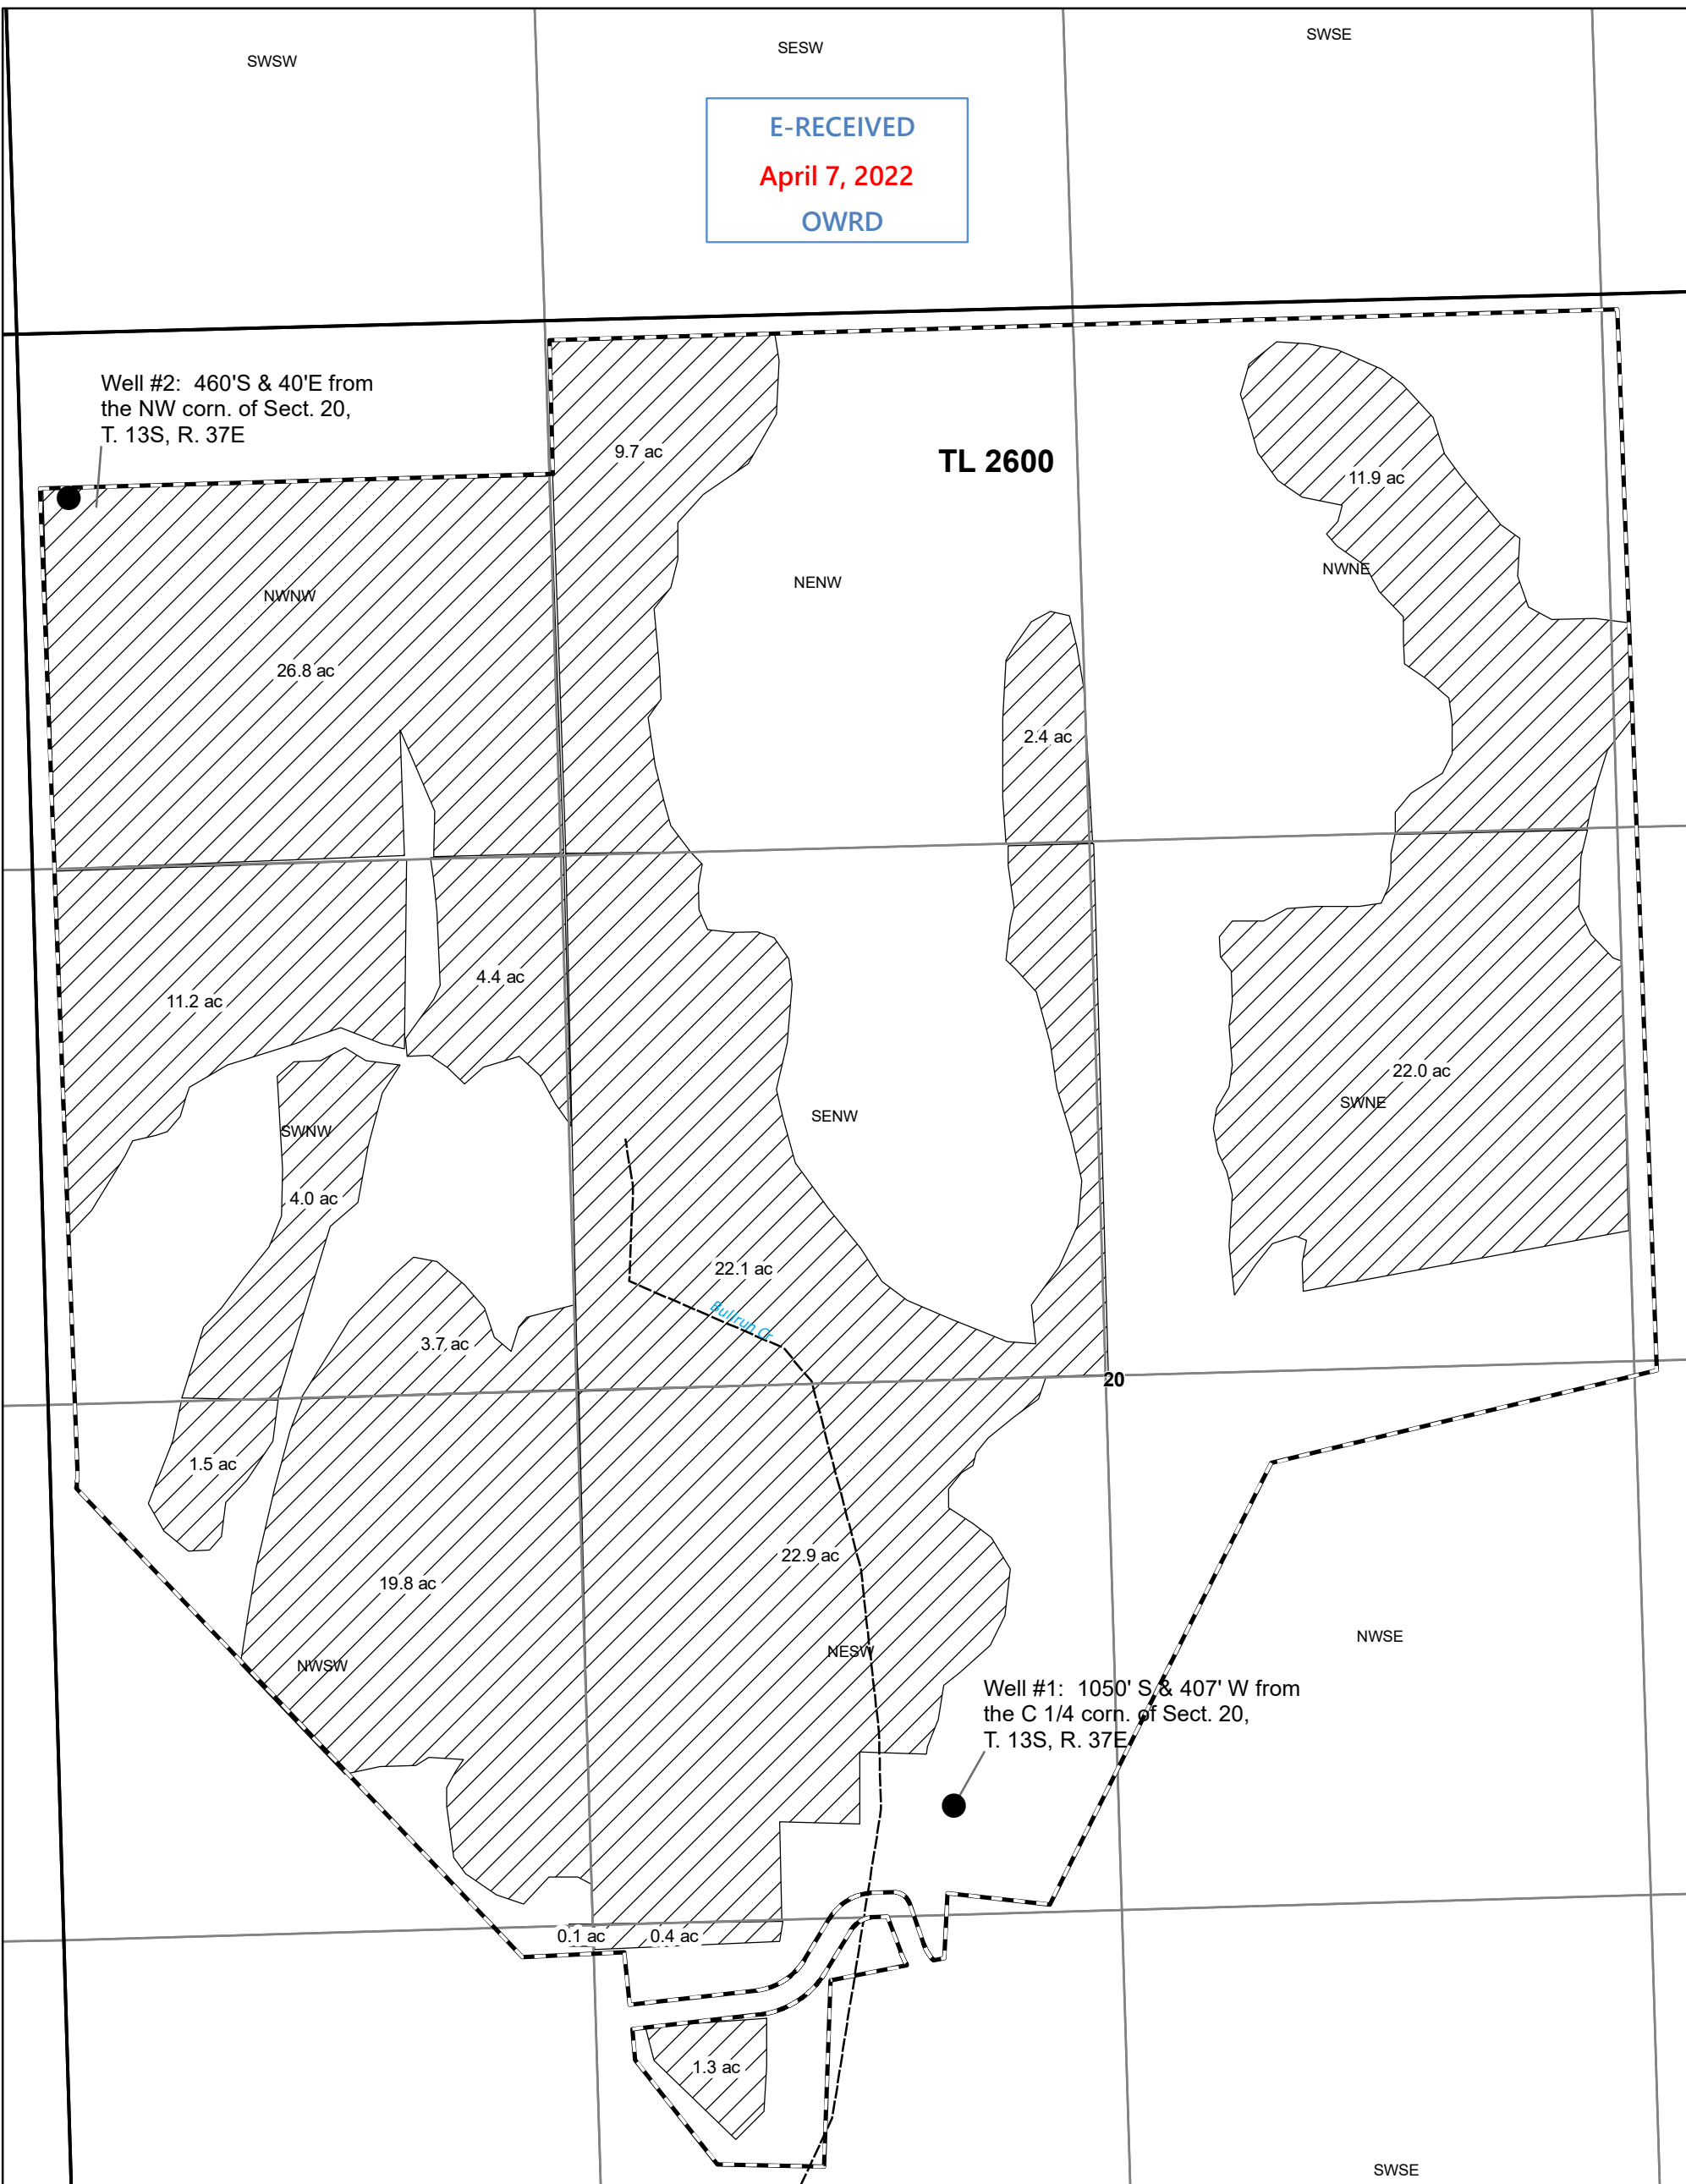 SWSW
SESW
SWSE
E-RECEIVED
April 7, 2022
OWRD
Well #2: 460'S & 40'E from
the NW corn. of Sect. 20,
T. 13S, R. 37E
9.7 ac
TL 2600
11.9 ac
NWNW
NENW
NWNE
26.8 ac
2.4 ac
4.4 ac
11.2 ac
22.0 ac
SWNW
SENW
SWNE
4.0 ac
22.1 ac
Bullrun Cr
3.7 ac
20
1.5 ac
22.9 ac
19.8 ac
NWSW
NESW
NWSE
Well #1: 1050' S & 407' W from
the C 1/4 corn. of Sect. 20,
T. 13S, R. 37E
0.1 ac
0.4 ac
1.3 ac
SWSE